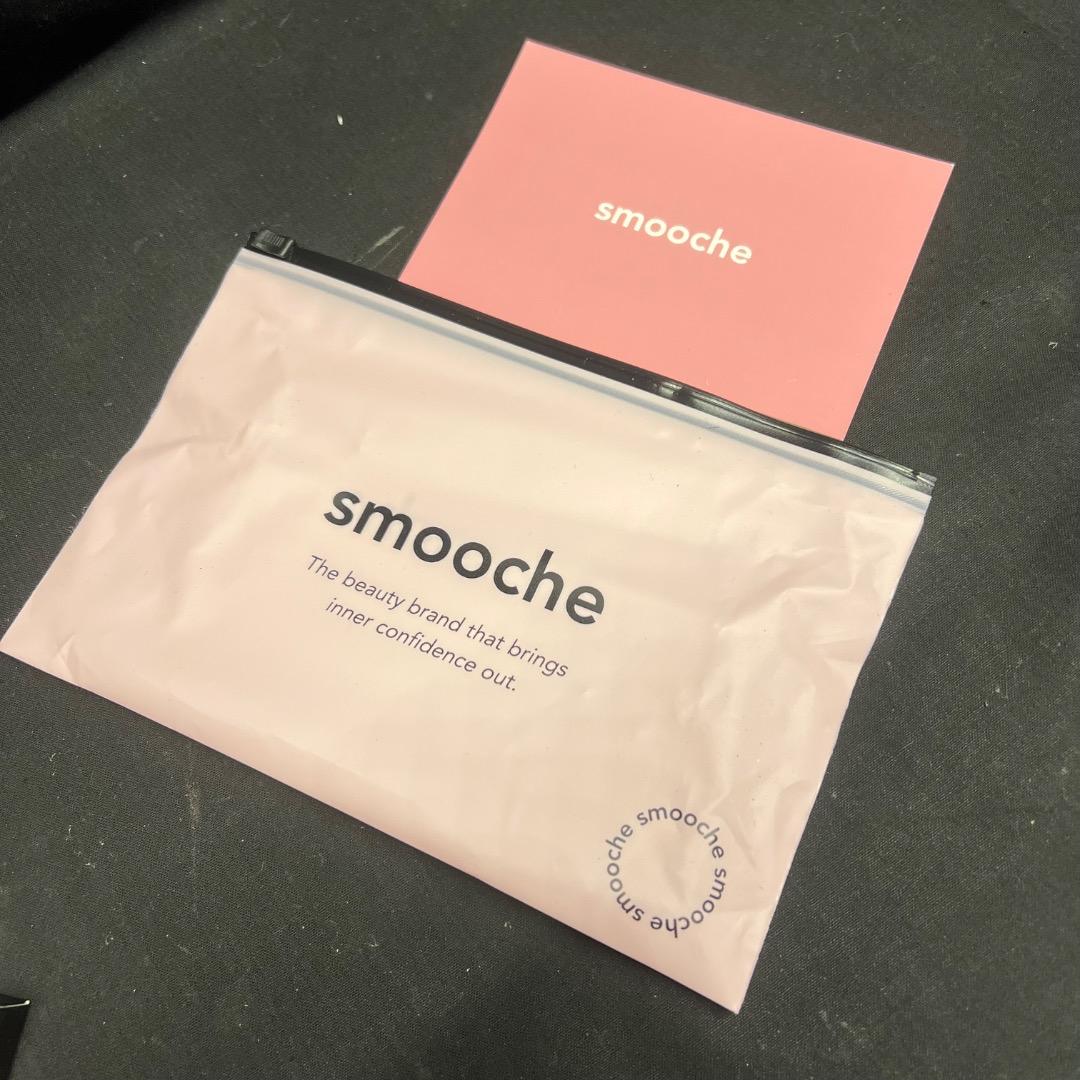 smooche
smooche
The beauty brand that brings
inner confidence out.
smooche smooche smooche